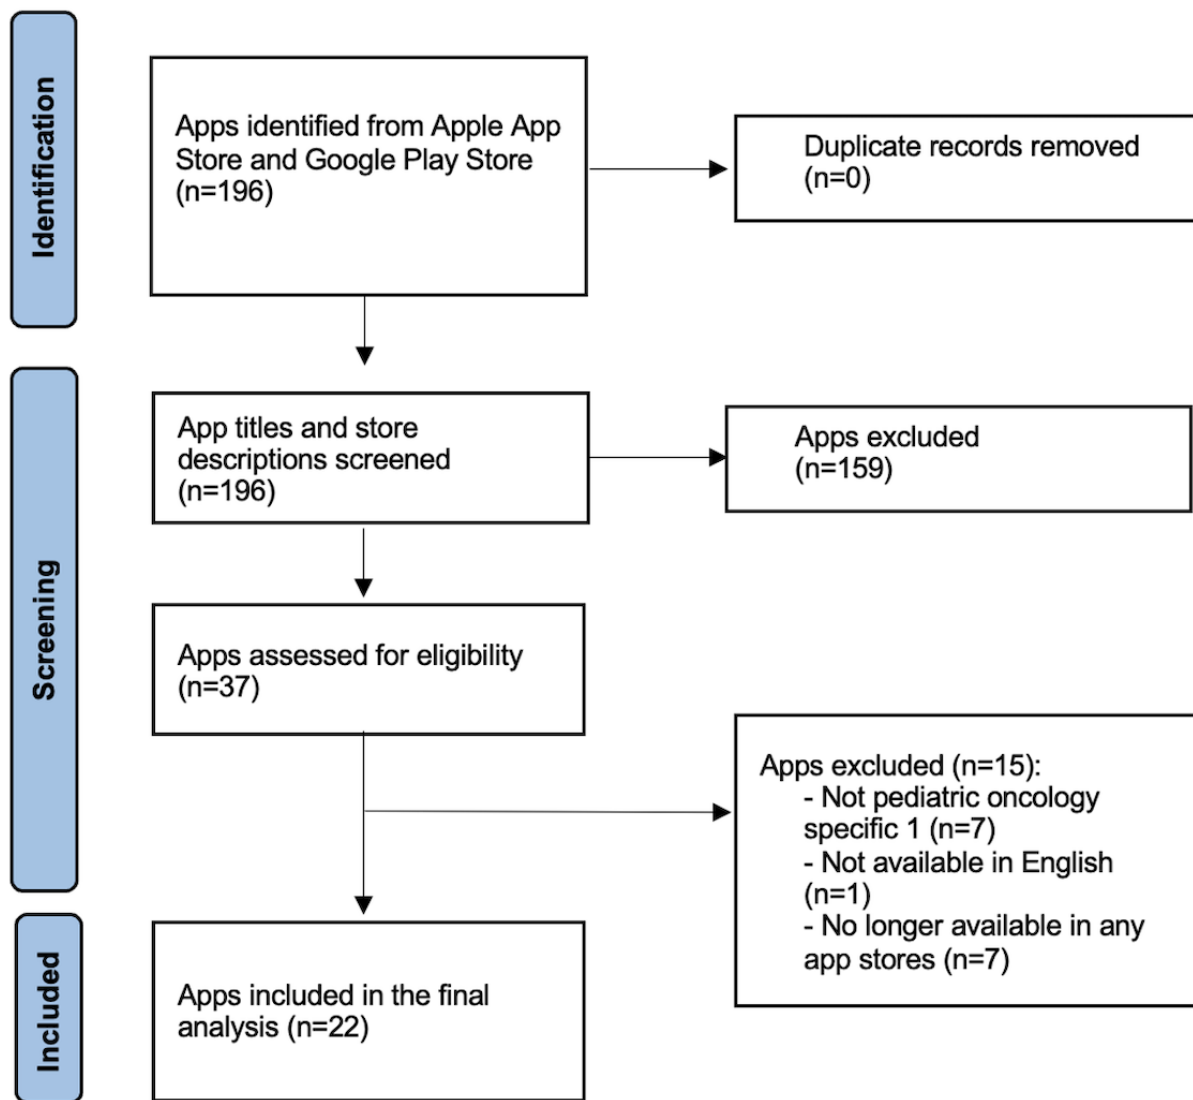 Identification
Apps identified from Apple App
Store and Google Play Store
(n=196)
Duplicate records removed
(n=0)
Screening
App titles and store
descriptions screened
(n=196)
Apps excluded
(n=159)
Apps assessed for eligibility
(n=37)
Apps excluded (n=15):
- Not pediatric oncology
specific 1 (n=7)
- Not available in English
(n=1)
- No longer available in any
app stores (n=7)
Included
Apps included in the final
analysis (n=22)